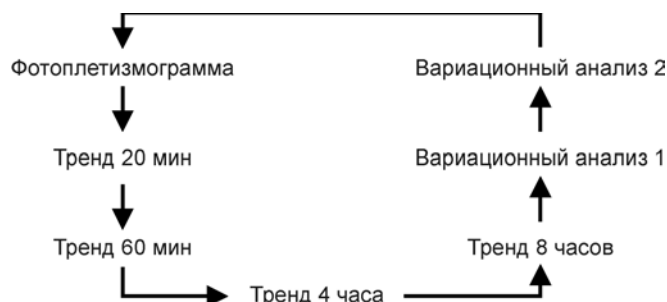 Фотоплетизмограмма
Тренд 20 мин
Тренд 60 мин
Тренд 4 часа
Тренд 8 часов
Вариационный анализ 1
Вариационный анализ 2